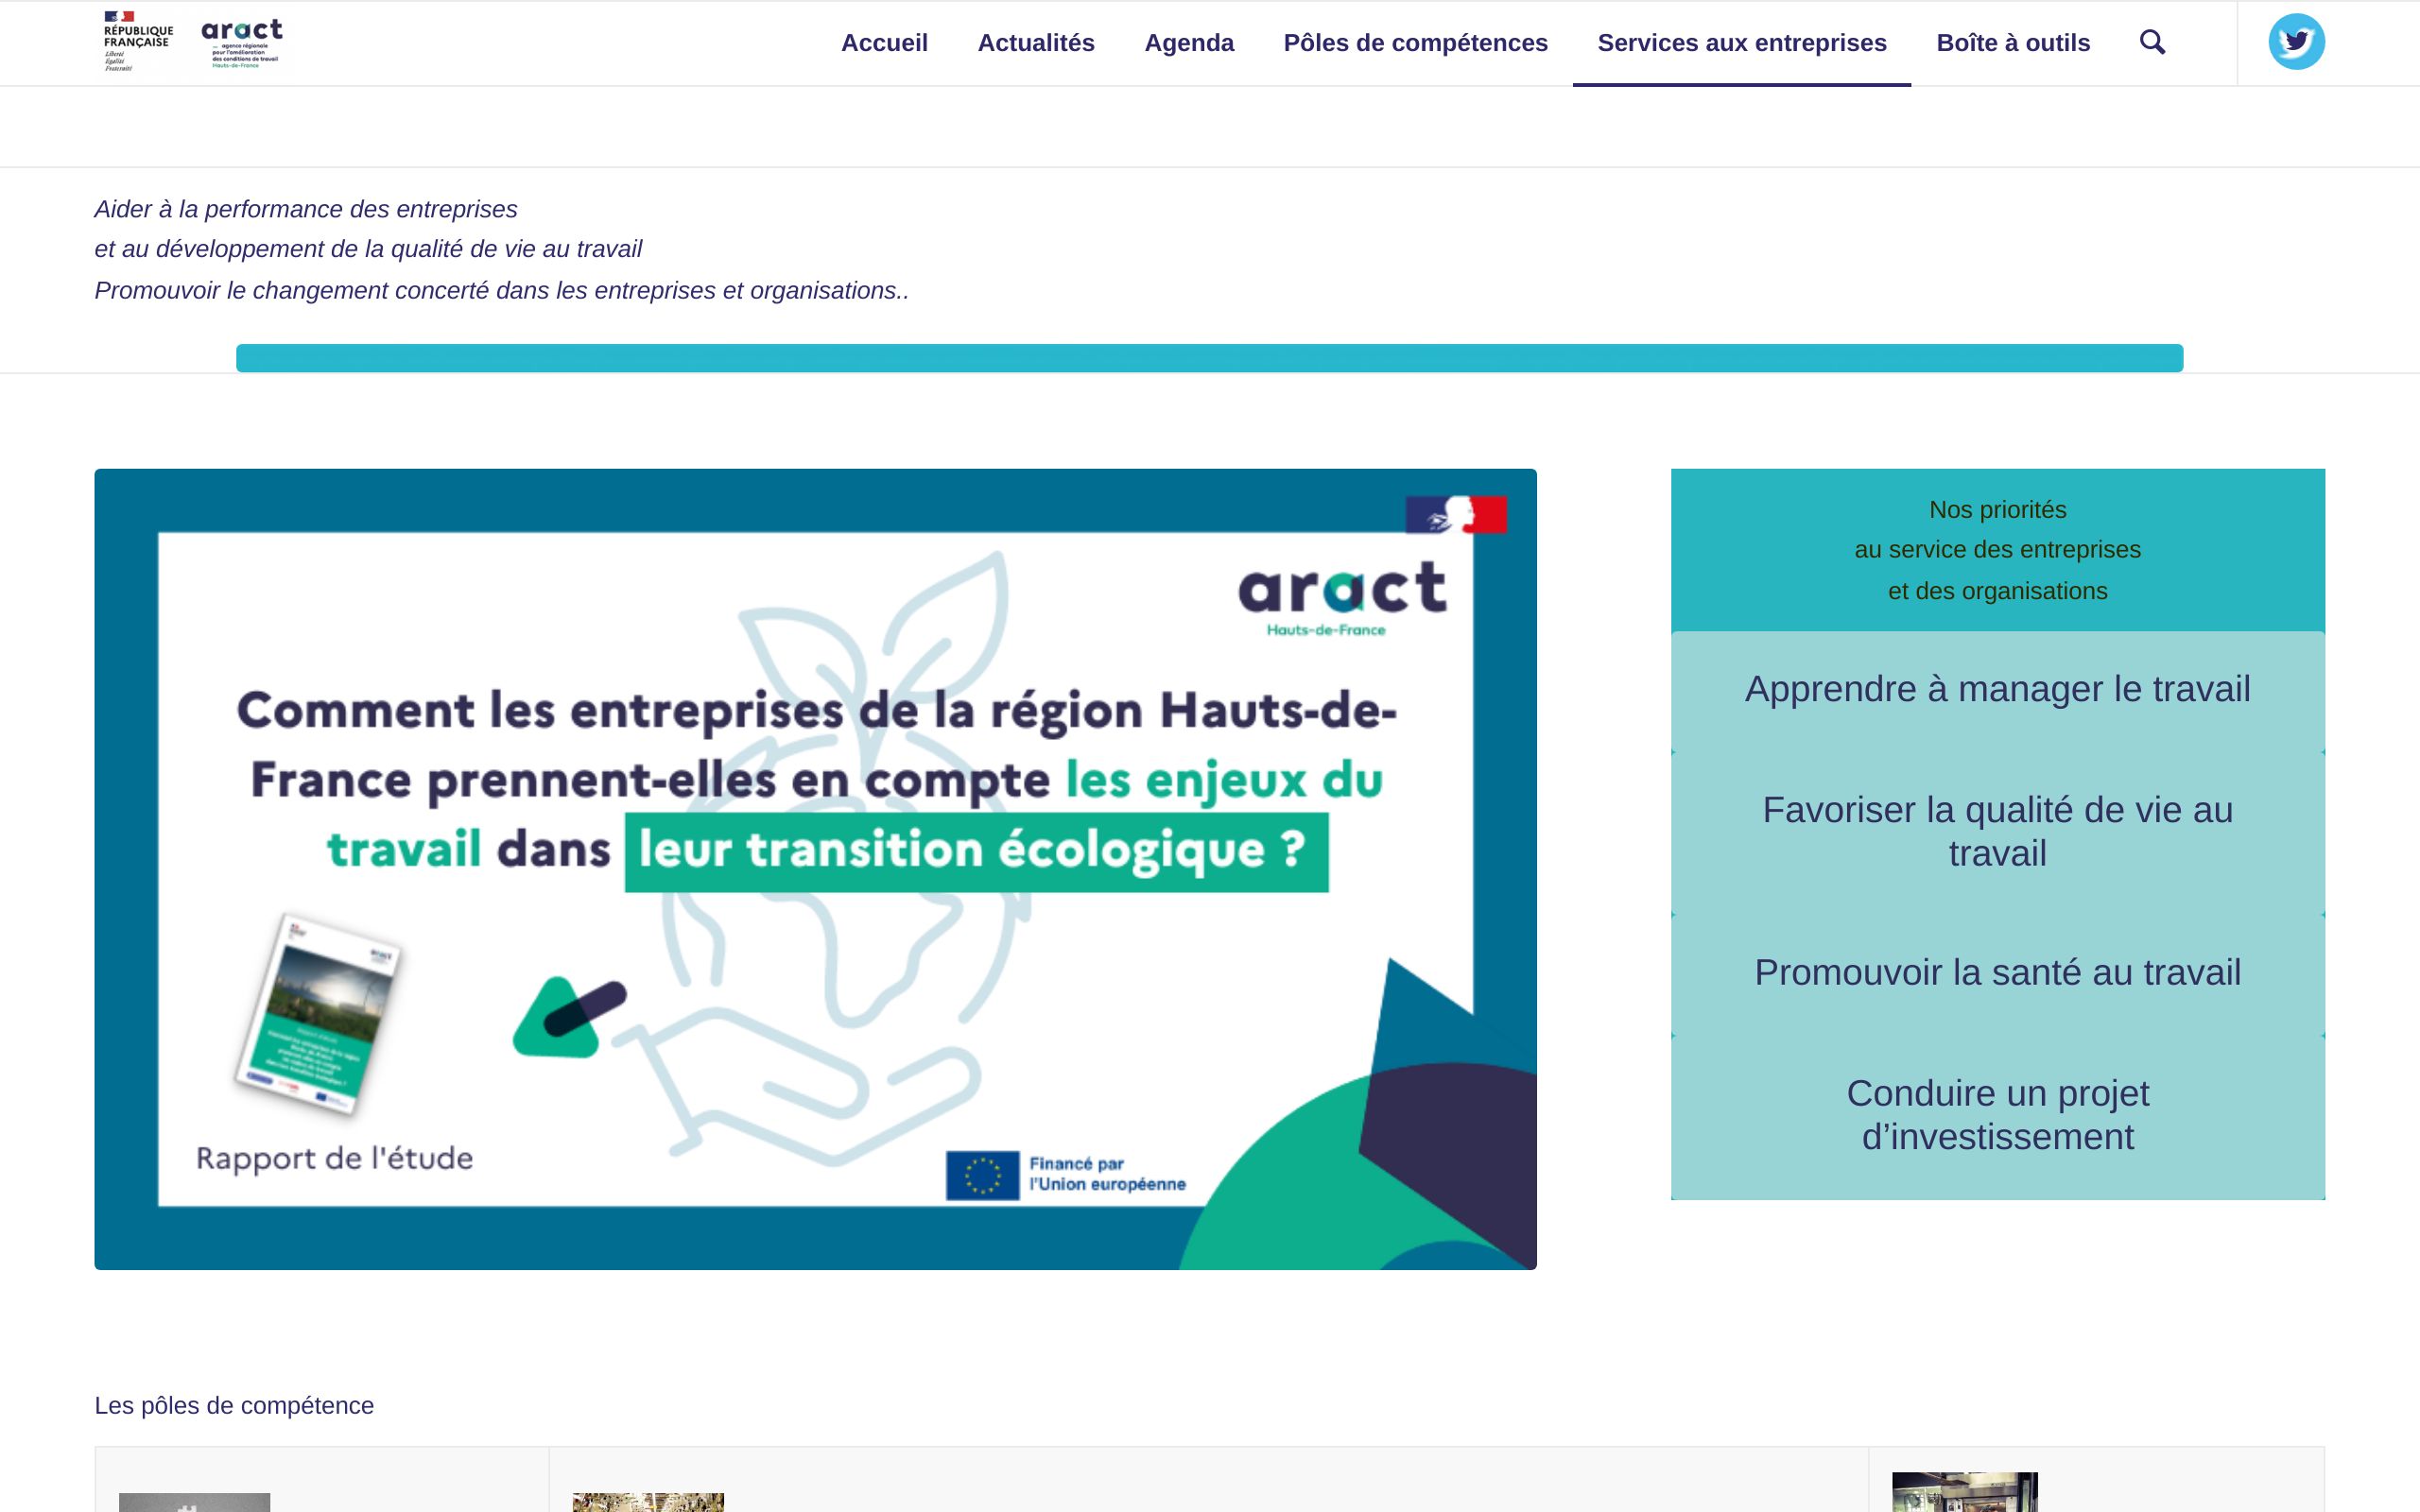 RÉPUBLIQUE
FRANÇAISE
Liberté
Égalité
Fraternité
aract
agence régionale
pour l'amélioration
des conditions de travail
Hauts-de-France
Accueil
Actualités
Agenda
Pôles de compétences
Services aux entreprises
Boîte à outils
Aider à la performance des entreprises
et au développement de la qualité de vie au travail
Promouvoir le changement concerté dans les entreprises et organisations..
aract
Hauts-de-France
Comment les entreprises de la région Hauts-de-
France prennent-elles en compte les enjeux du
travail dans leur transition écologique ?
Rapport de l'étude
Financé par
l'Union européenne
Nos priorités
au service des entreprises
et des organisations
Apprendre à manager le travail
Favoriser la qualité de vie au
travail
Promouvoir la santé au travail
Conduire un projet
d’investissement
Les pôles de compétence